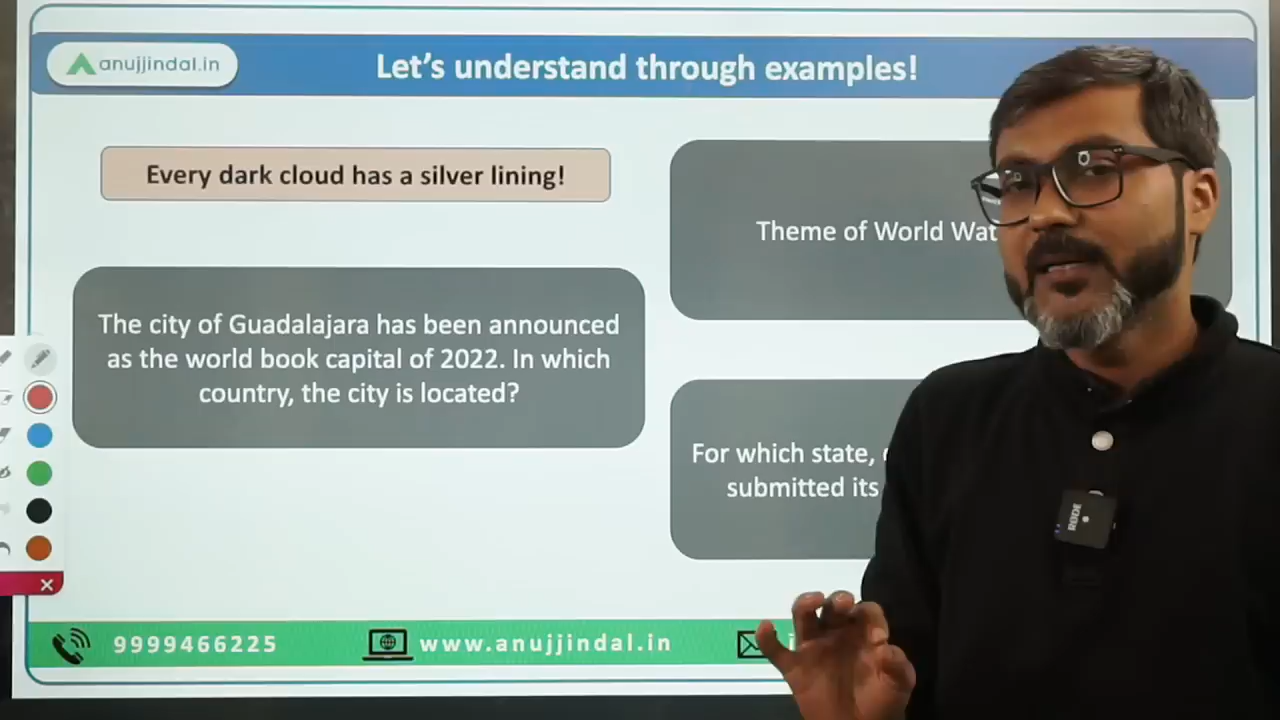 anujjindal.in
Let's understand through examples!
Every dark cloud has a silver lining!
Theme of World
The city of Guadalajara has been announced
as the world book capital of 2022. In which
country, the city is located?
For which state,
submitted its
9999466225
www.anujjindal.in
RODE